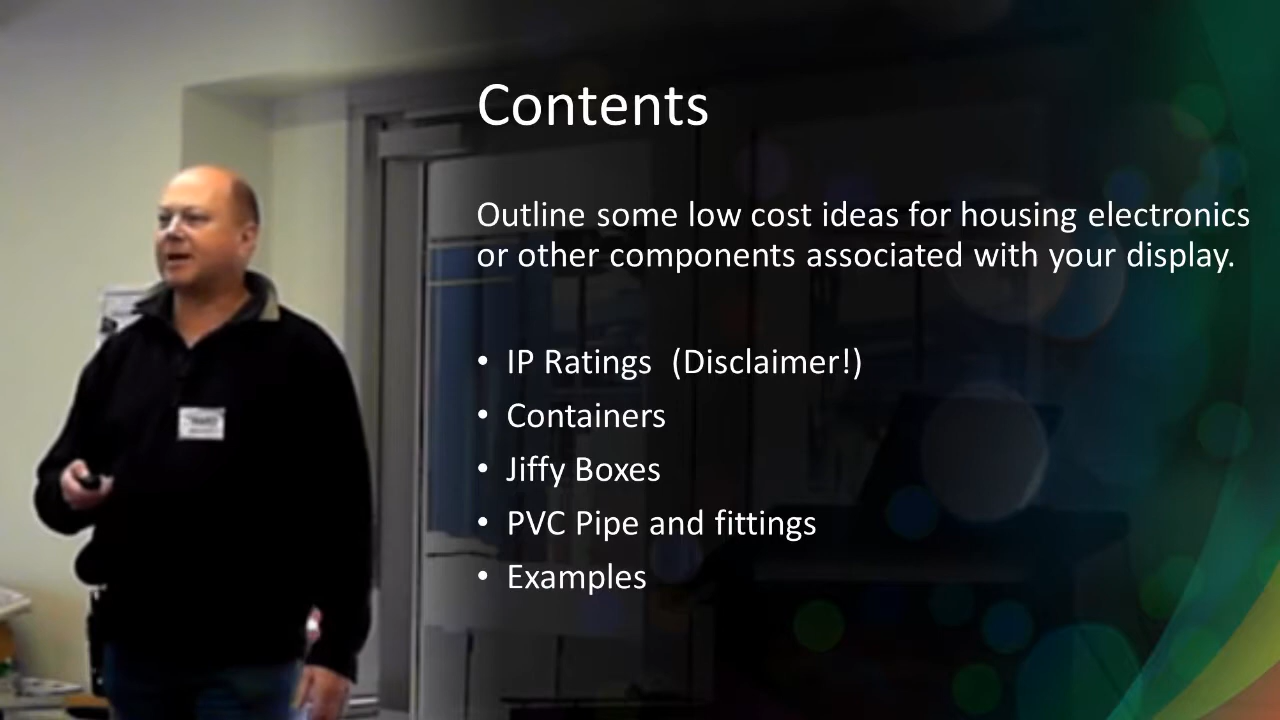 Contents
Outline some low cost ideas for housing electronics
or other components associated with your display.
• IP Ratings  (Disclaimer!)
• Containers
• Jiffy Boxes
• PVC Pipe and fittings
• Examples